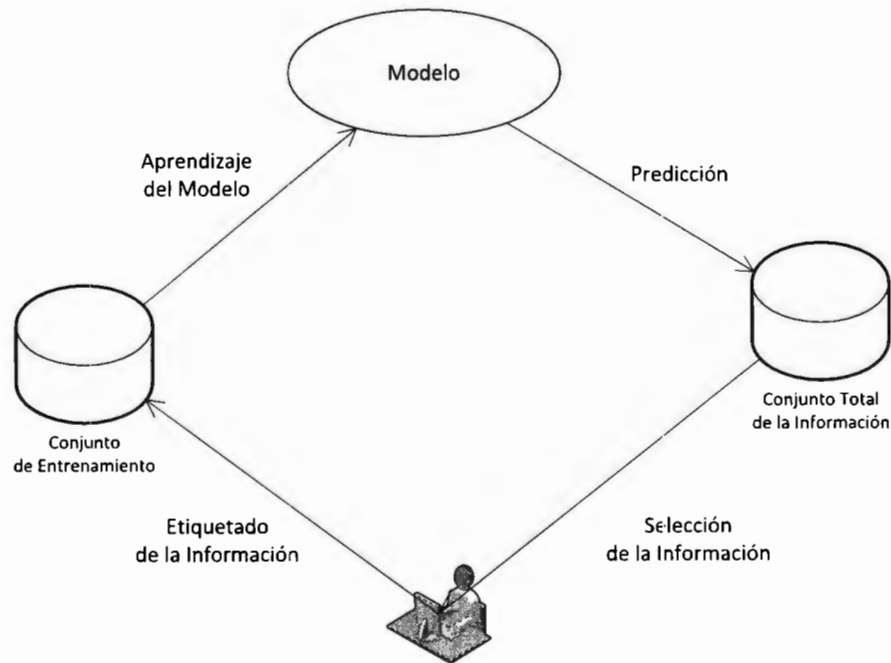 Modelo
Aprendizaje
del Modelo
Predicción
Conjunto
de Entrenamiento
Conjunto Total
de la Información
Etiquetado
de la Información
Selección
de la Información